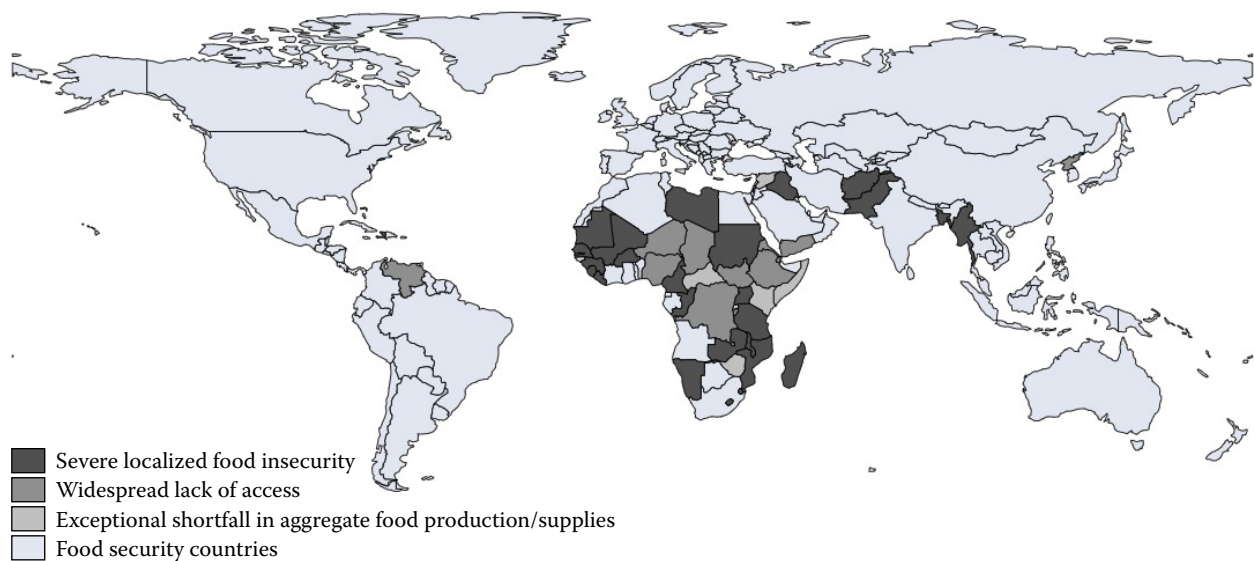 Severe localized food insecurity
Widespread lack of access
Exceptional shortfall in aggregate food production/supplies
Food security countries